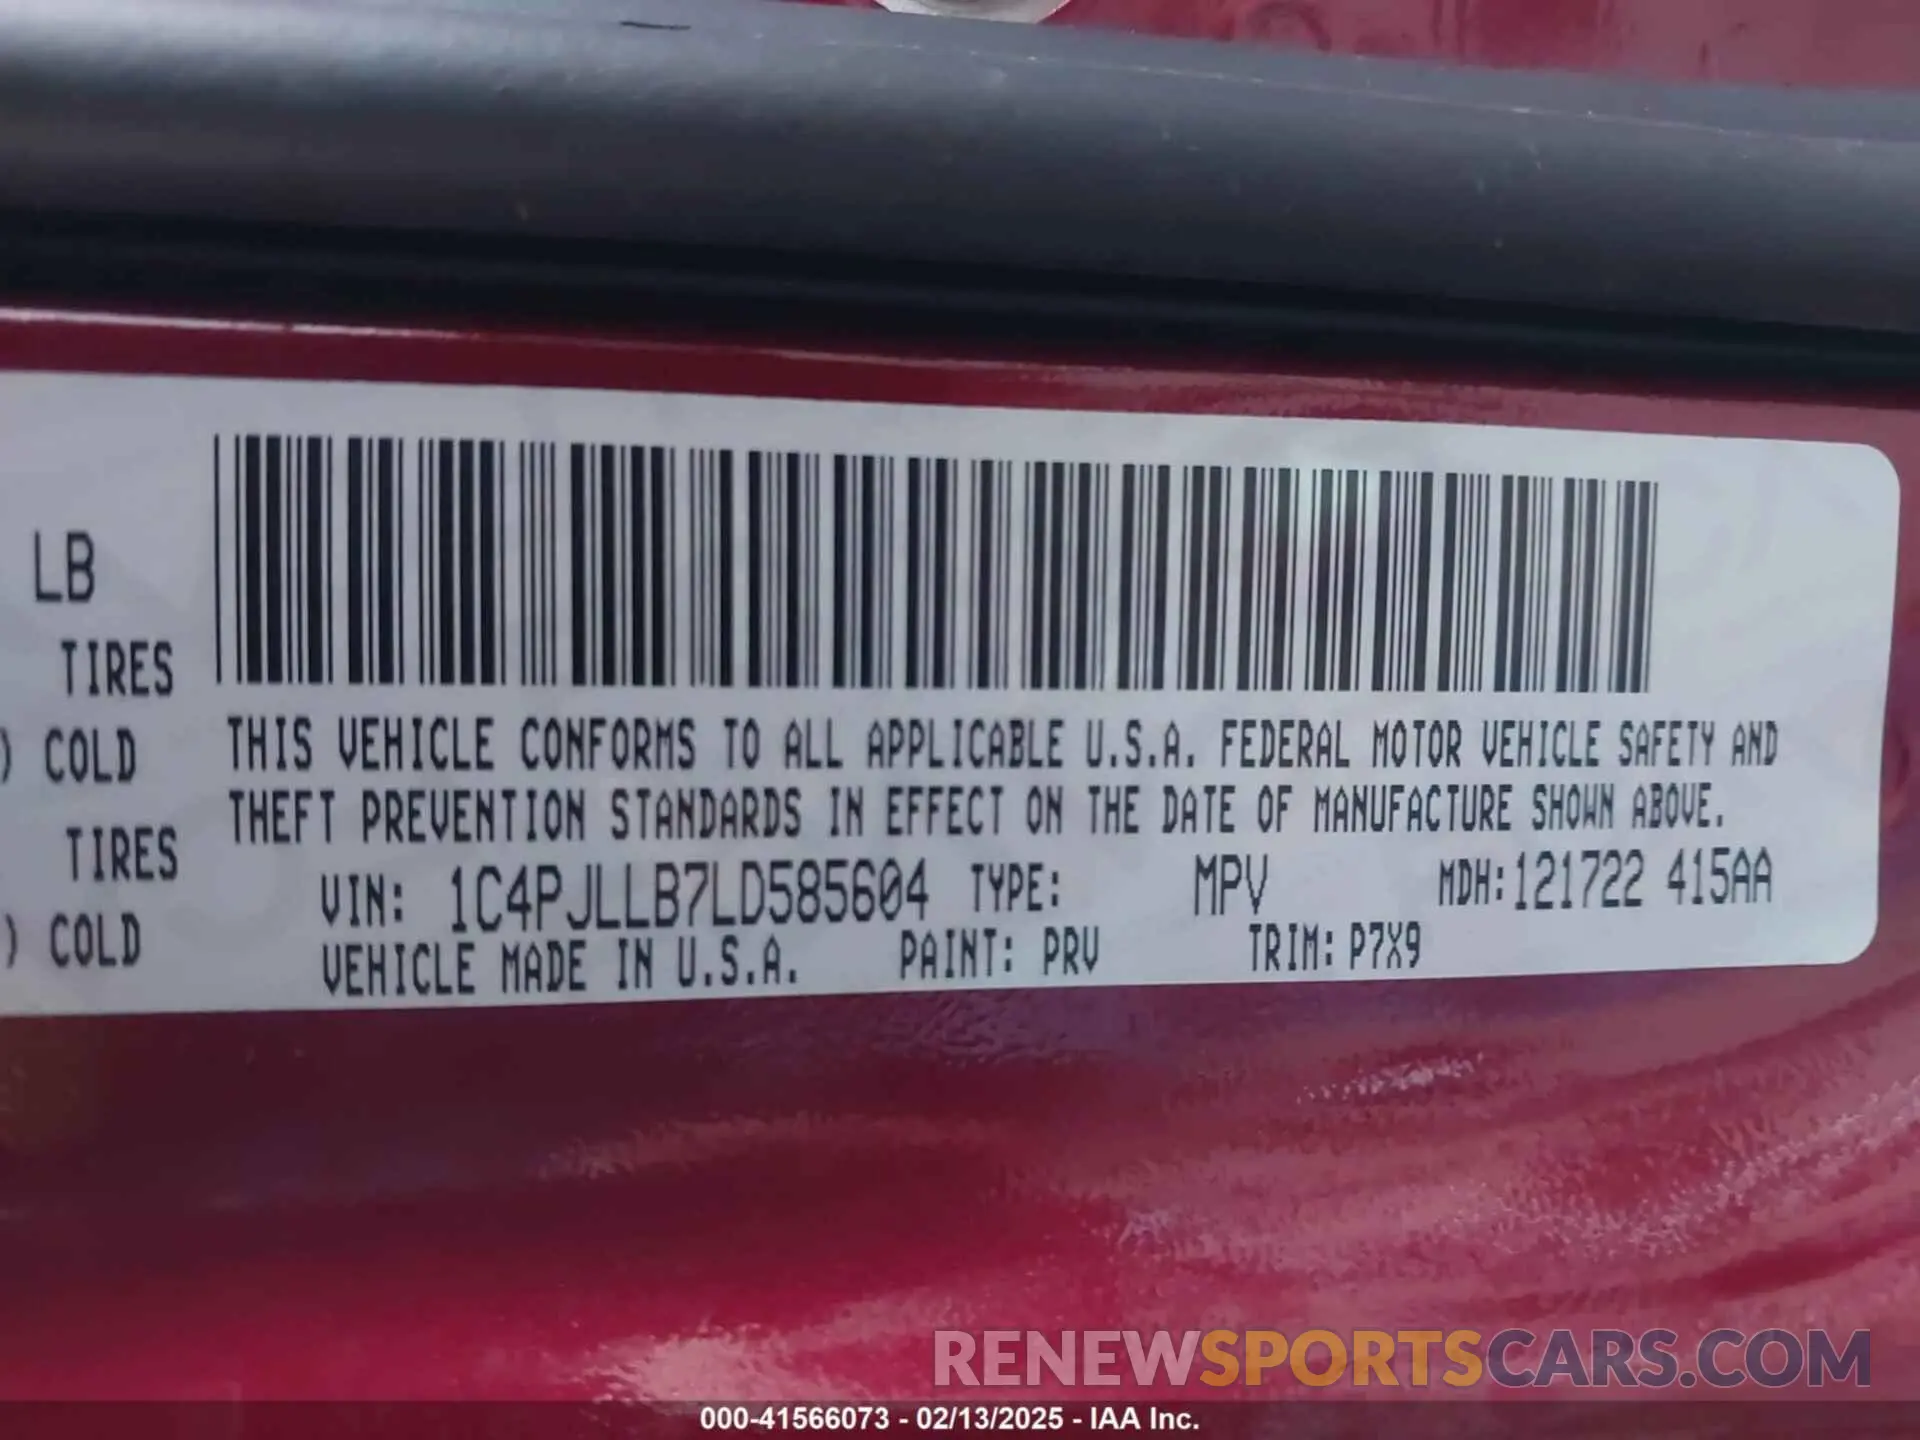 LB
TIRES
) COLD
TIRES
) COLD
THIS VEHICLE CONFORMS TO ALL APPLICABLE U.S.A. FEDERAL MOTOR VEHICLE SAFETY AND
THEFT PREVENTION STANDARDS IN EFFECT ON THE DATE OF MANUFACTURE SHOWN ABOVE.
VIN: 1C4PJLLB7LD585604 TYPE: MPV MDH:121722 415AA
VEHICLE MADE IN U.S.A. PAINT: PRV TRIM: P7X9
RENEWSPORTSCARS.COM
000-41566073 - 02/13/2025 - IAA Inc.